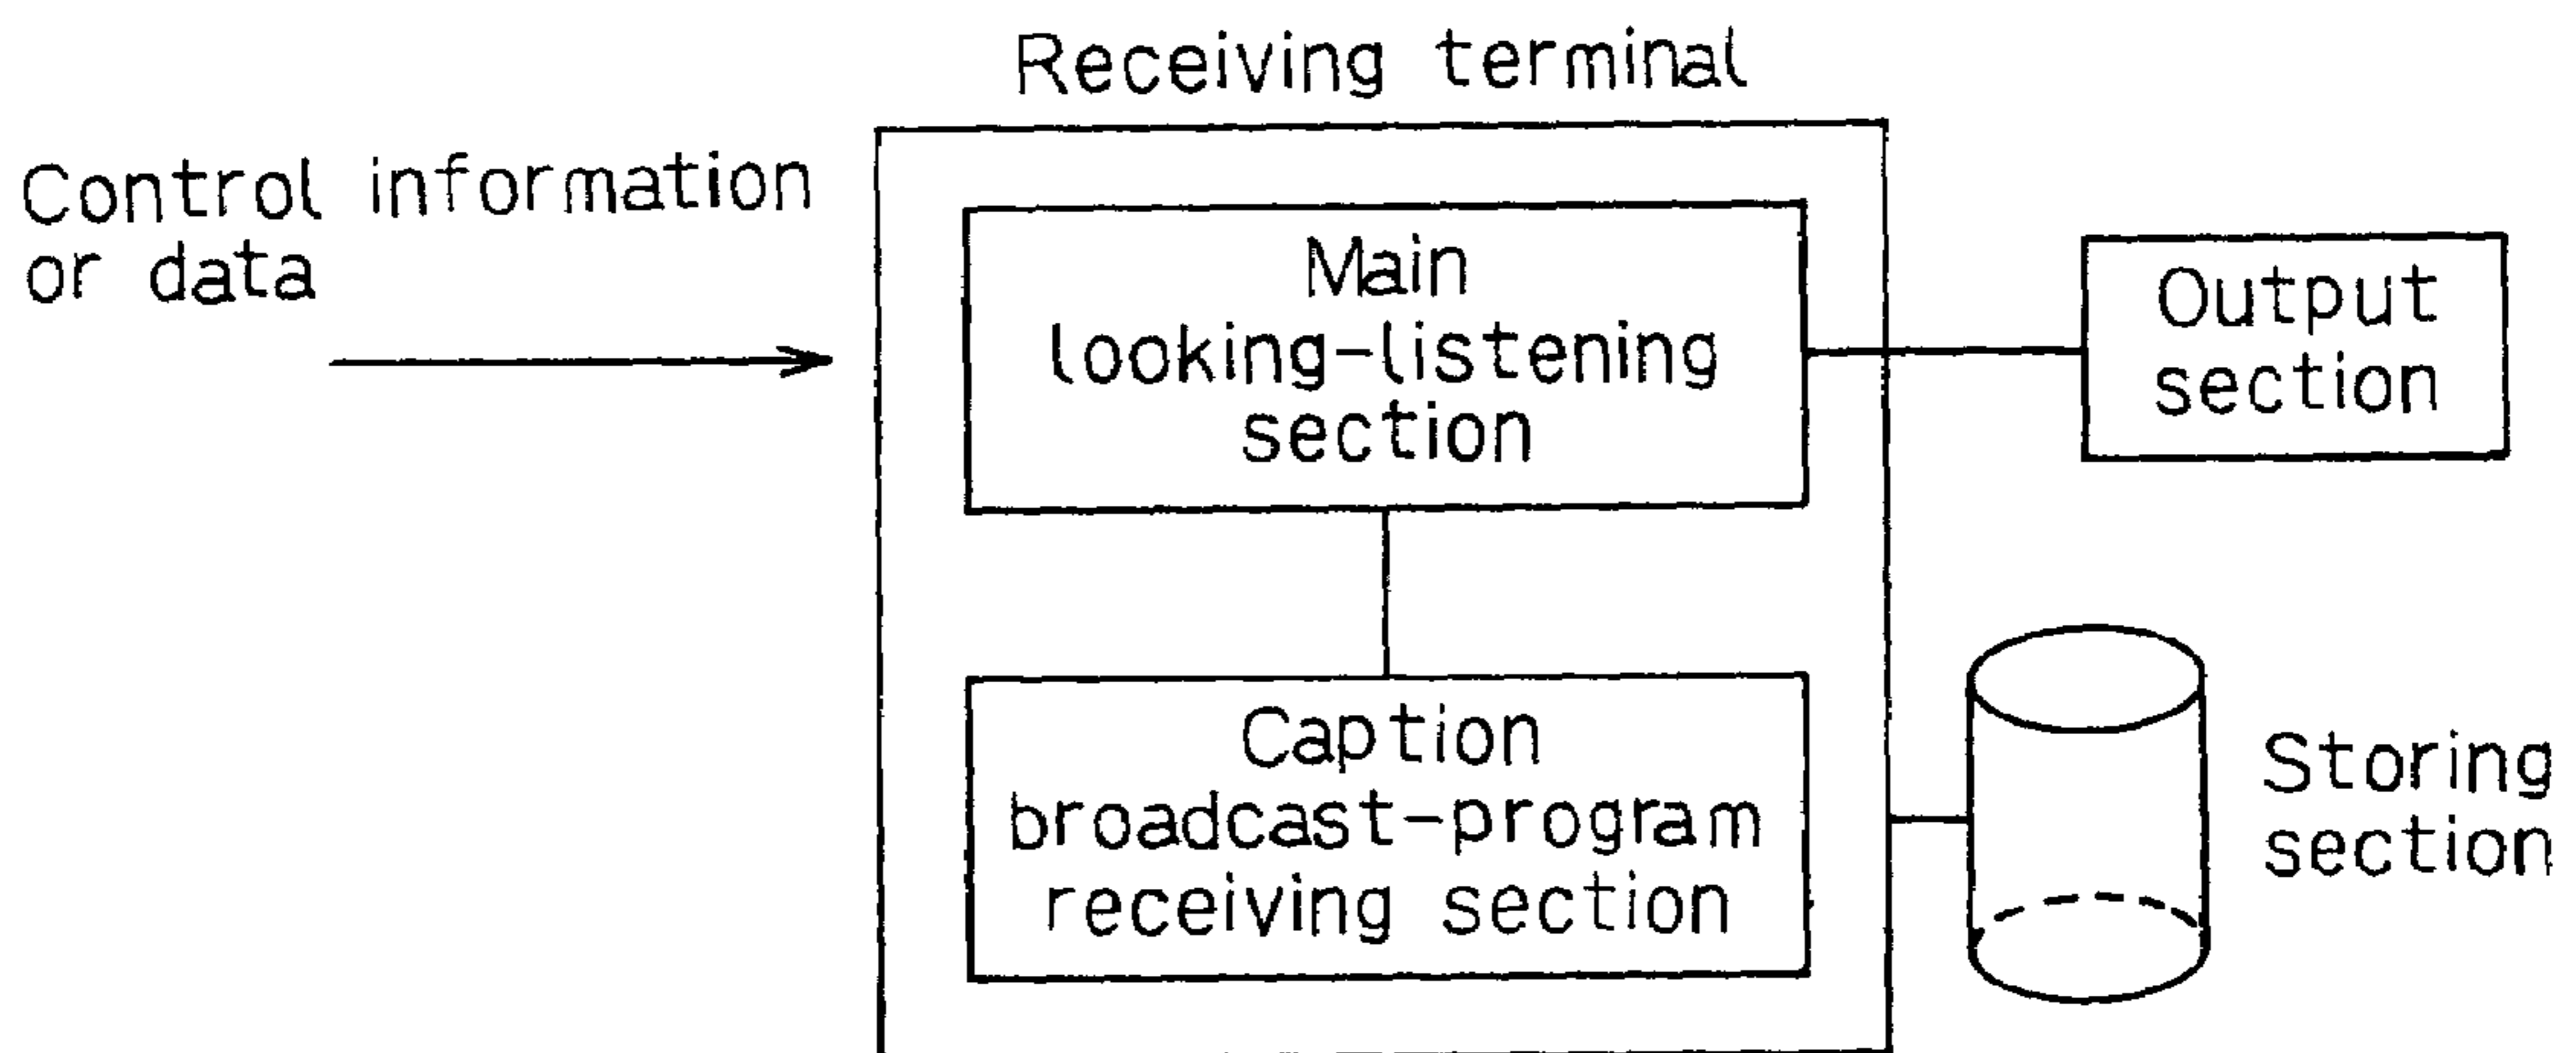 Receiving terminal
Control information
or data
Main
looking-listening
section
Output
section
Caption
broadcast-program
receiving section
Storing
section